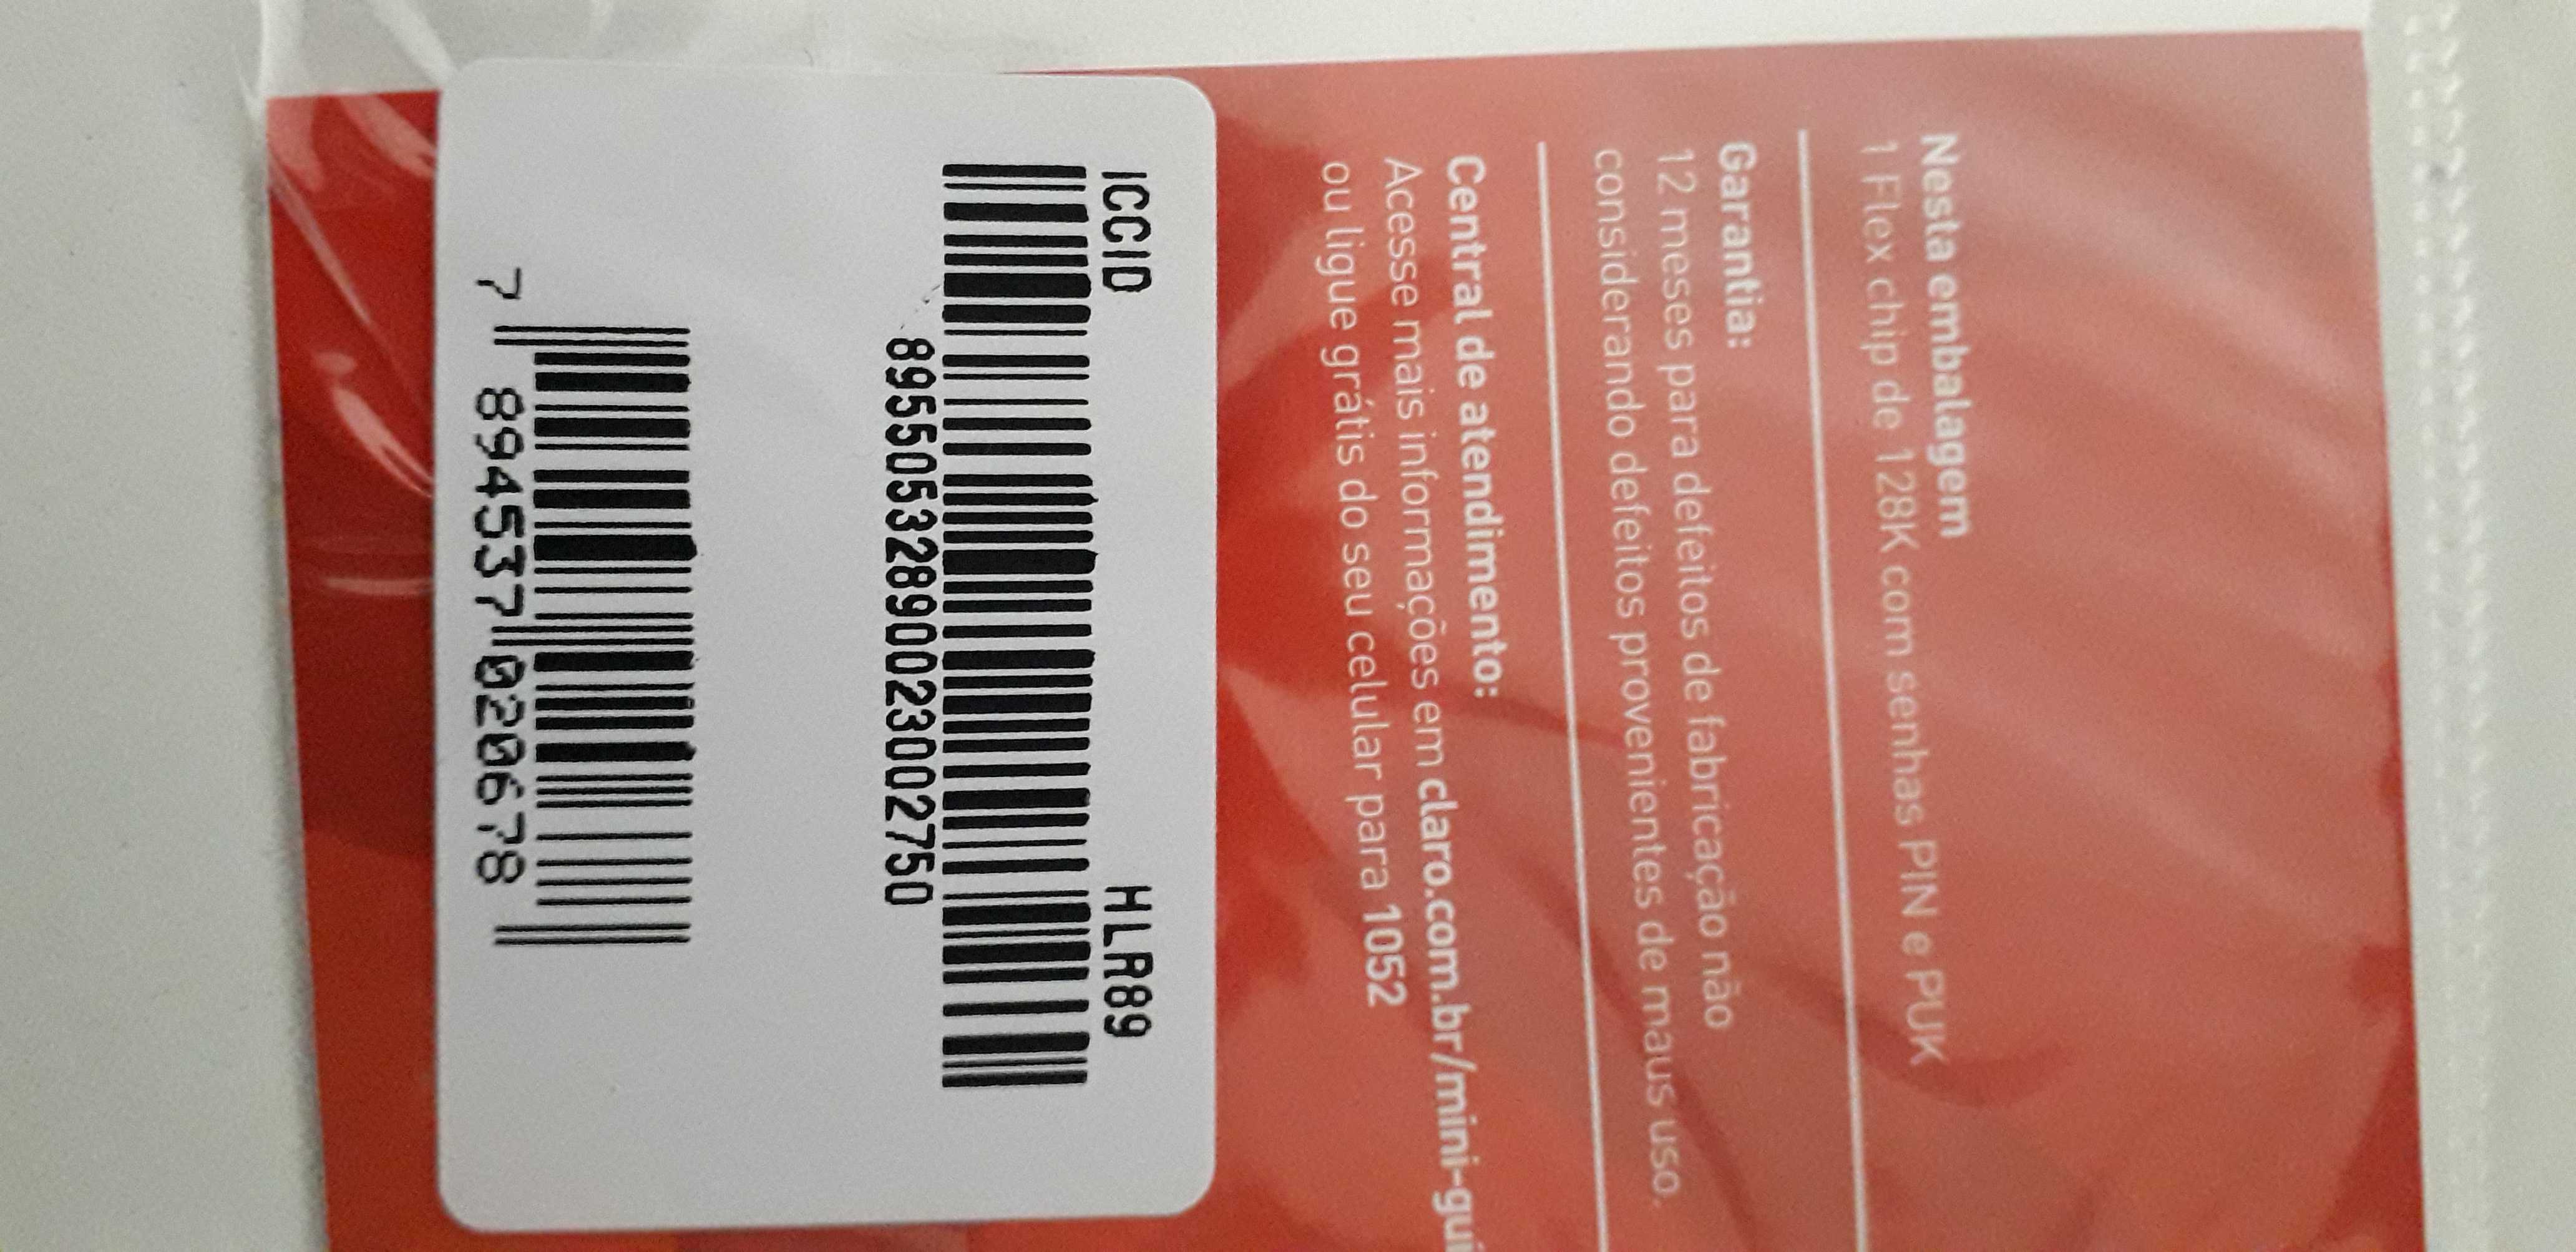 Nesta embalagem
1 Flex chip de 128K com senhas PIN e PUK
Garantia:
12 meses para defeitos de fabricação não
considerando defeitos provenientes de maus uso.
Central de atendimento:
Acesse mais informações em claro.com.br/mini-gui
ou ligue grátis do seu celular para 1052
ICCID HLR89
89550532890023002750
7 894537 020678